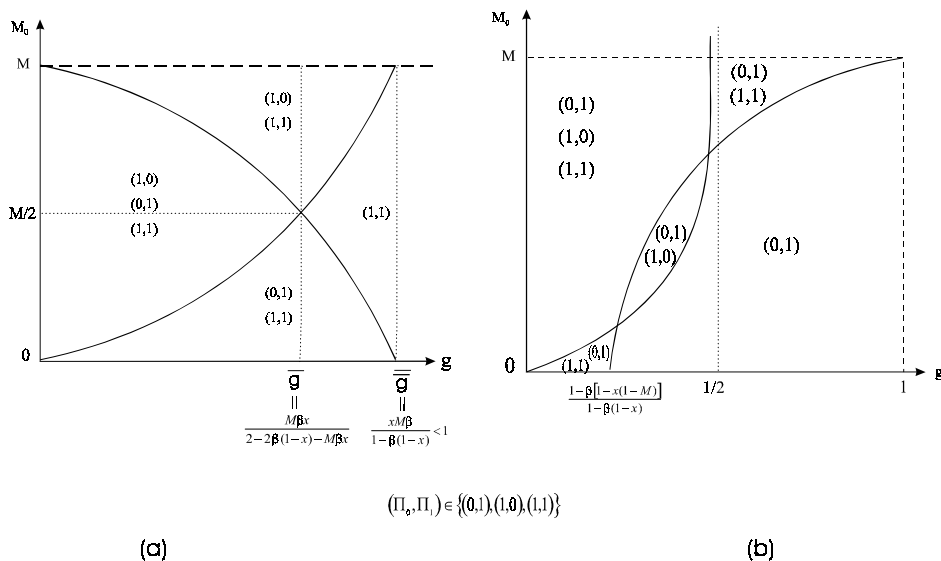 M₀
M
(1,0)
(1,1)
(1,0)
(0,1)
(1,1)
M/2
(1,1)
(0,1)
(1,1)
0
g
g̅
g̿
=
=
Mβx / 2−2β(1−x)−Mβx
xMβ / 1−β(1−x) <1
M₀
M
(0,1)
(1,1)
(0,1)
(1,0)
(1,1)
(0,1)
(1,0)
(0,1)
(0,1)
(1,1)
0
g
1−β[1−x(1−M)] / 1−β(1−x)
1/2
1
(Π₀,Π₁)∈{(0,1),(1,0),(1,1)}
(a)
(b)